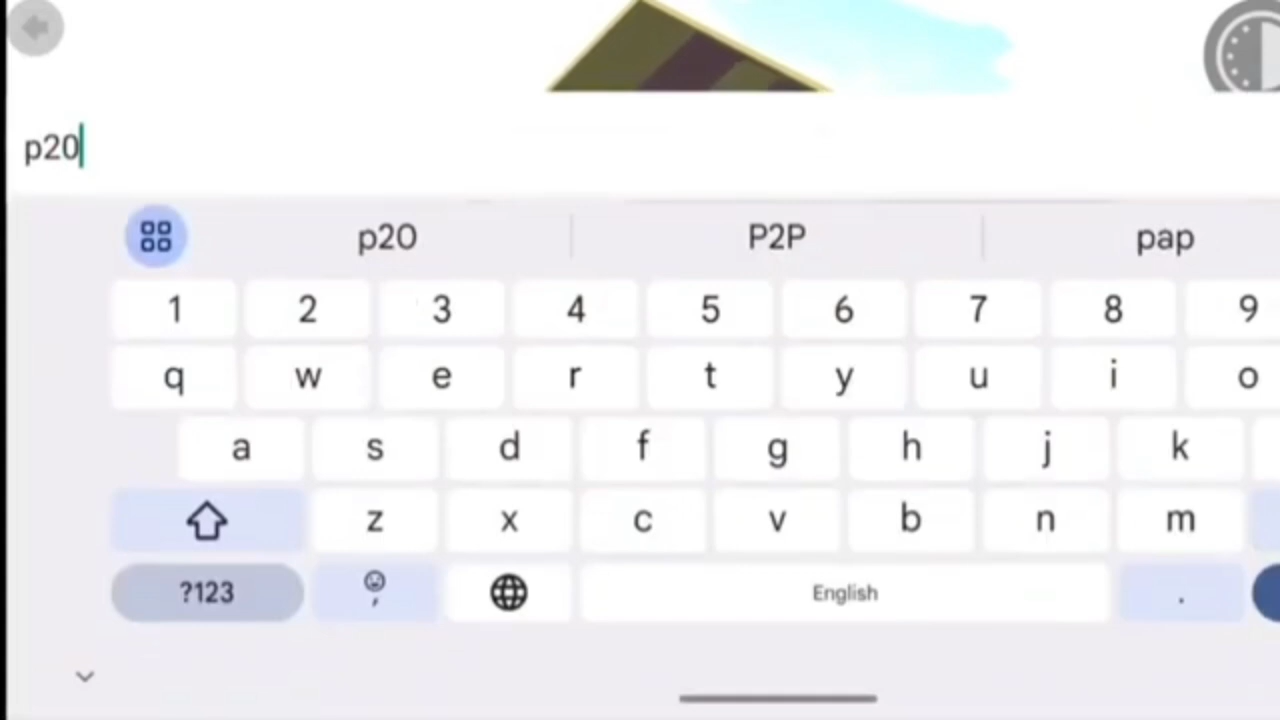 p20
p20 P2P pap
1 2 3 4 5 6 7 8 9
q w e r t y u i o
a s d f g h j k
z x c v b n m
?123 , English .